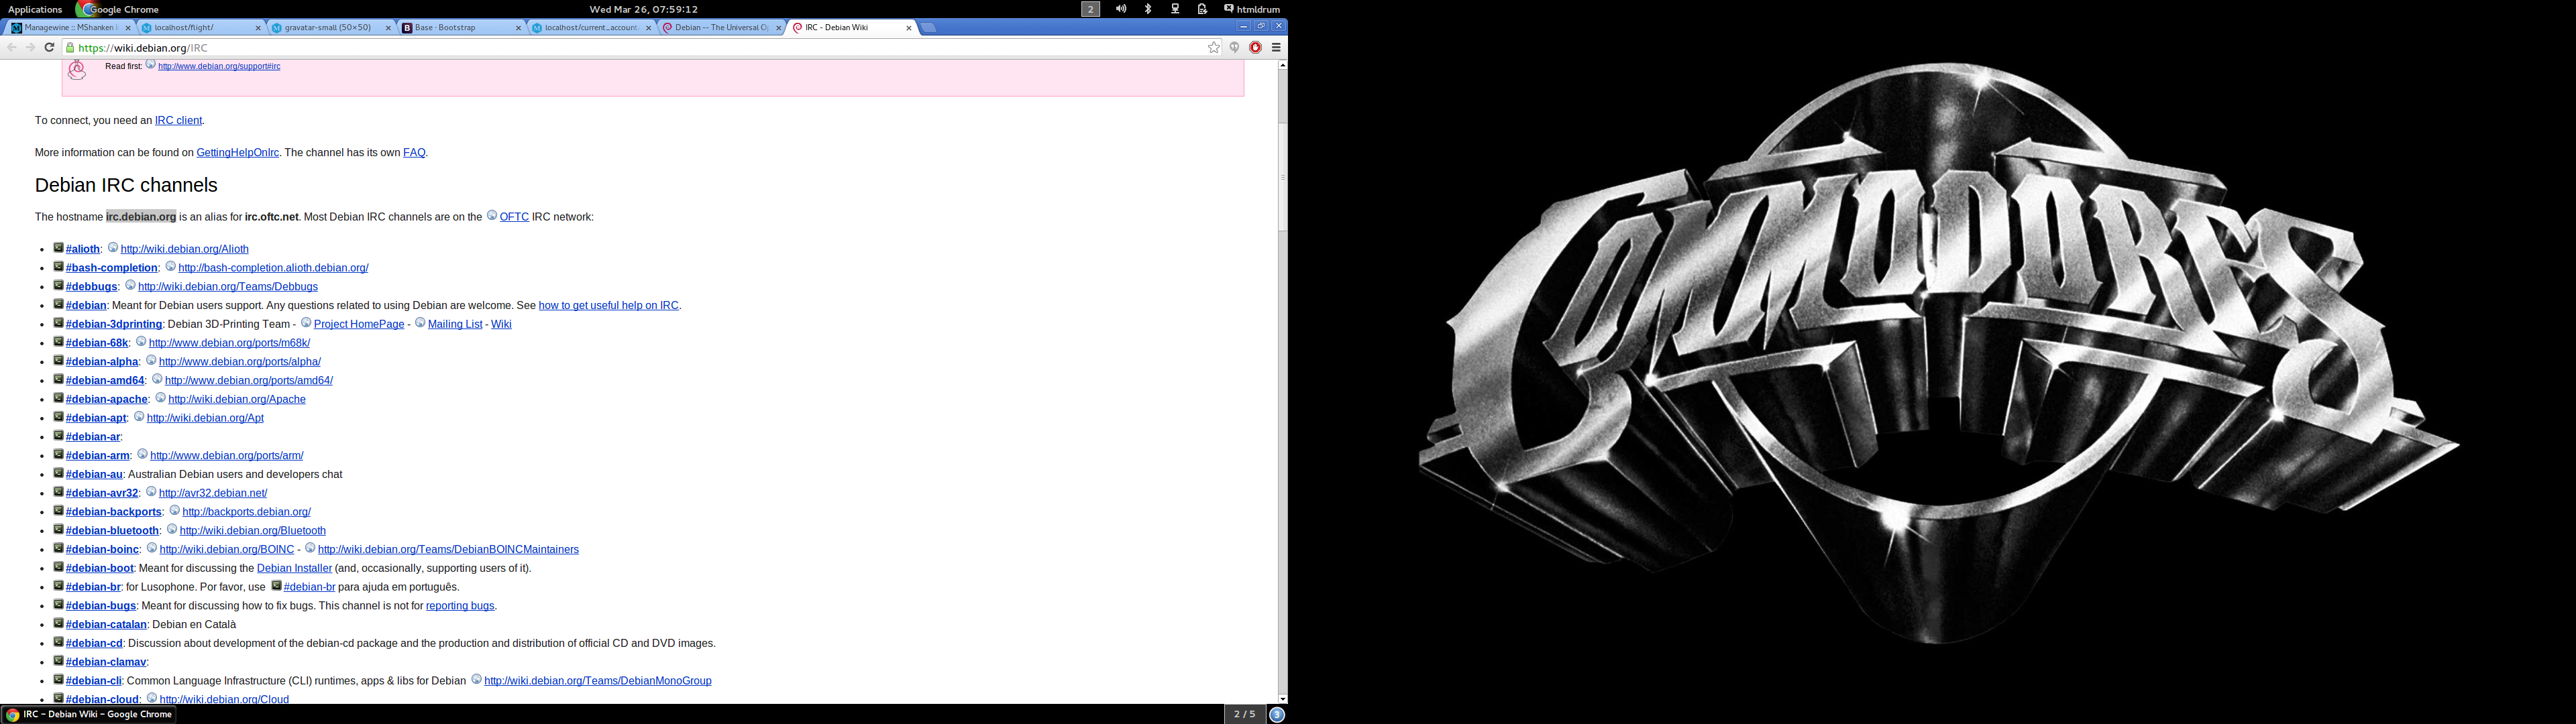 Applications
Google Chrome
Wed Mar 26, 07:59:12
2
htmldrum
Managewine :: MShanken
localhost/flight/
gravatar-small (50×50)
Base · Bootstrap
localhost/current_account
Debian -- The Universal O
IRC - Debian Wiki
https://wiki.debian.org/IRC
Read first: http://www.debian.org/support#irc
To connect, you need an IRC client.
More information can be found on GettingHelpOnIrc. The channel has its own FAQ.
Debian IRC channels
The hostname irc.debian.org is an alias for irc.oftc.net. Most Debian IRC channels are on the OFTC IRC network:
#alioth: http://wiki.debian.org/Alioth
#bash-completion: http://bash-completion.alioth.debian.org/
#debbugs: http://wiki.debian.org/Teams/Debbugs
#debian: Meant for Debian users support. Any questions related to using Debian are welcome. See how to get useful help on IRC.
#debian-3dprinting: Debian 3D-Printing Team - Project HomePage - Mailing List - Wiki
#debian-68k: http://www.debian.org/ports/m68k/
#debian-alpha: http://www.debian.org/ports/alpha/
#debian-amd64: http://www.debian.org/ports/amd64/
#debian-apache: http://wiki.debian.org/Apache
#debian-apt: http://wiki.debian.org/Apt
#debian-ar:
#debian-arm: http://www.debian.org/ports/arm/
#debian-au: Australian Debian users and developers chat
#debian-avr32: http://avr32.debian.net/
#debian-backports: http://backports.debian.org/
#debian-bluetooth: http://wiki.debian.org/Bluetooth
#debian-boinc: http://wiki.debian.org/BOINC - http://wiki.debian.org/Teams/DebianBOINCMaintainers
#debian-boot: Meant for discussing the Debian Installer (and, occasionally, supporting users of it).
#debian-br: for Lusophone. Por favor, use #debian-br para ajuda em português.
#debian-bugs: Meant for discussing how to fix bugs. This channel is not for reporting bugs.
#debian-catalan: Debian en Català
#debian-cd: Discussion about development of the debian-cd package and the production and distribution of official CD and DVD images.
#debian-clamav:
#debian-cli: Common Language Infrastructure (CLI) runtimes, apps & libs for Debian http://wiki.debian.org/Teams/DebianMonoGroup
#debian-cloud: http://wiki.debian.org/Cloud
IRC – Debian Wiki – Google Chrome
2 / 5
3
COMMODORES